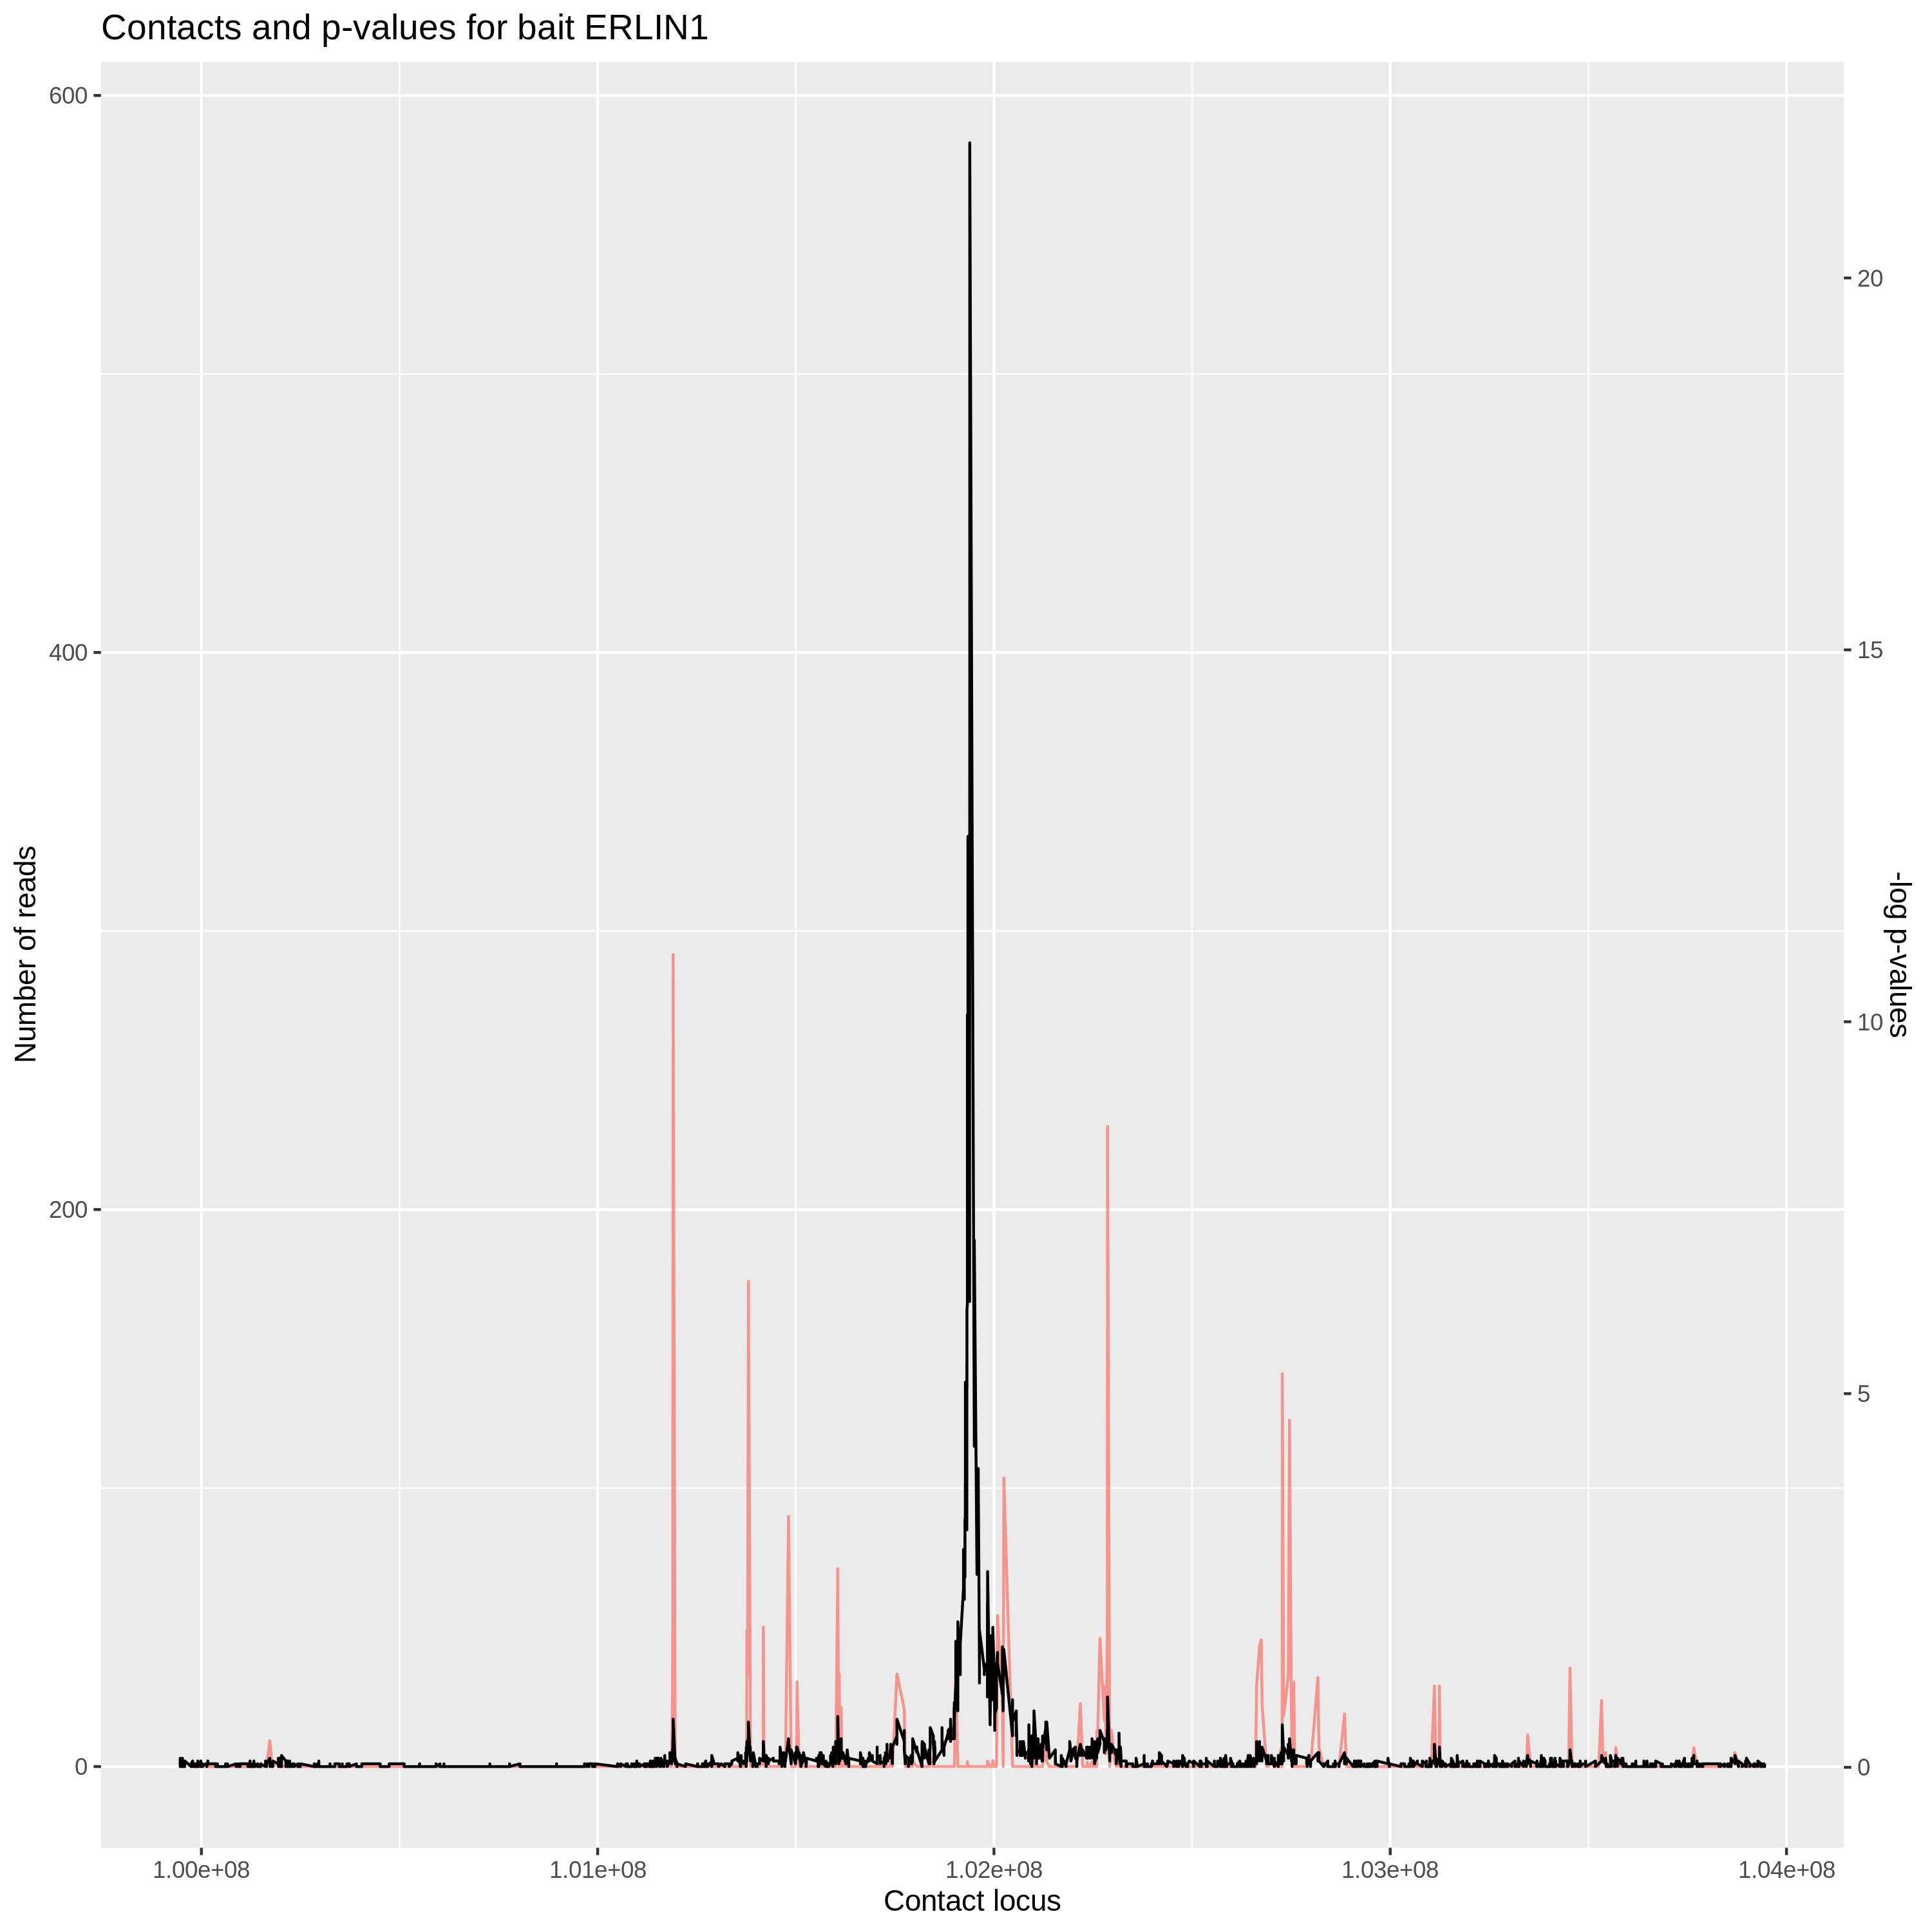 Contacts and p-values for bait ERLIN1
600
400
200
0
Number of reads
20
15
10
5
0
-log p-values
1.00e+08
1.01e+08
1.02e+08
1.03e+08
1.04e+08
Contact locus